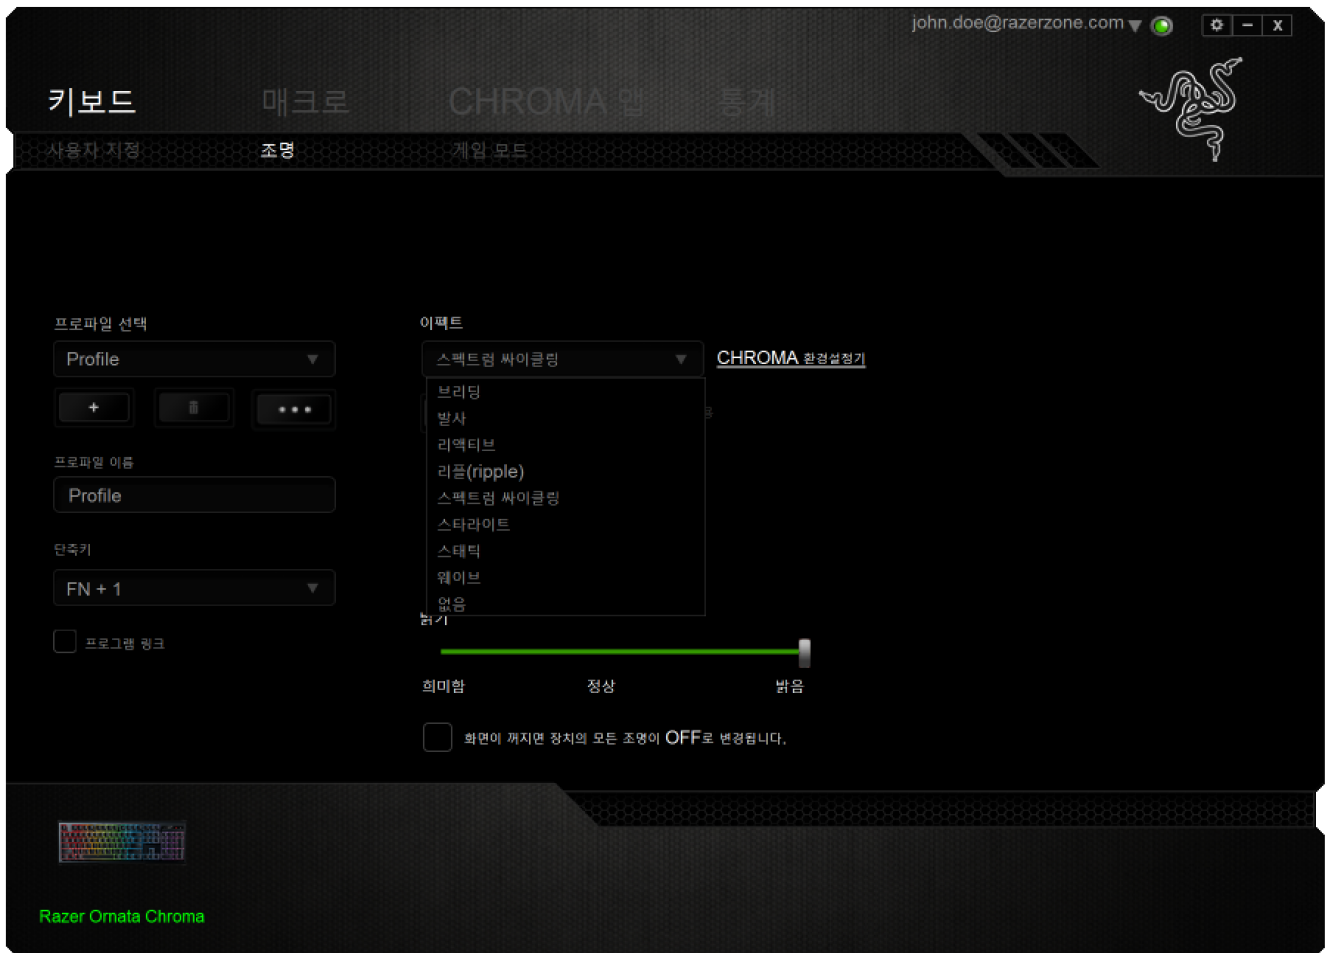 john.doe@razerzone.com
키보드 매크로 CHROMA 앱 통계
사용자 지정 조명 게임 모드
프로파일 선택
Profile
프로파일 이름
Profile
단축키
FN + 1
프로그램 링크
이펙트
스펙트럼 싸이클링
CHROMA 환경설정기
브리딩
발사
리액티브
리플(ripple)
스펙트럼 싸이클링
스타라이트
스태틱
웨이브
없음
밝기
희미함 정상 밝음
화면이 꺼지면 장치의 모든 조명이 OFF로 변경됩니다.
Razer Ornata Chroma